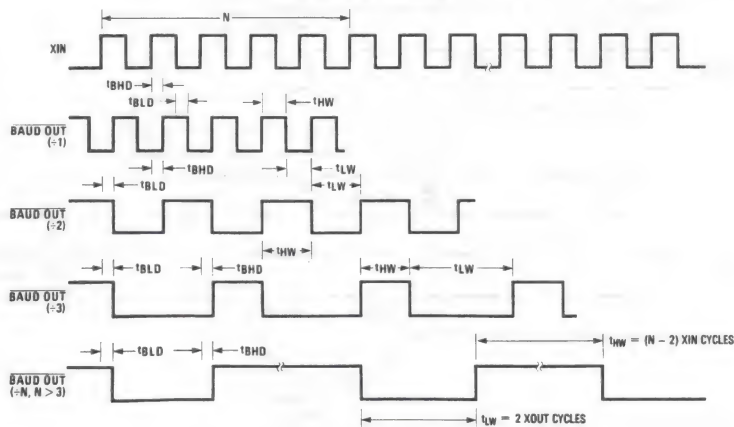 N
XIN
tBHD
tBLD
tHW
BAUD OUT
(÷1)
tBHD
tLW
tBLD
tLW
BAUD OUT
(÷2)
tHW
tBLD
tBHD
tHW
tLW
BAUD OUT
(÷3)
tHW = (N – 2) XIN CYCLES
tBLD
tBHD
BAUD OUT
(÷N, N > 3)
tLW = 2 XOUT CYCLES